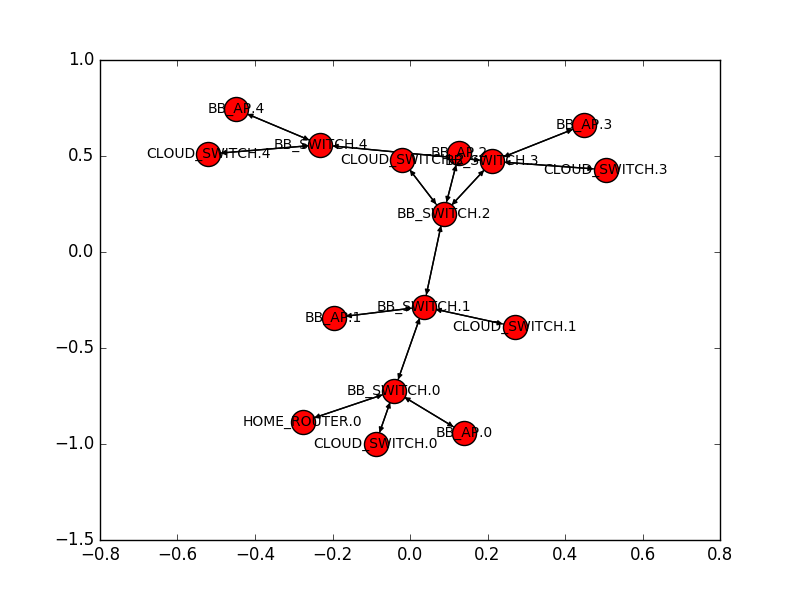 1.0
BB_AP.4
BB_AP.3
BB_SWITCH.4
BB_AP.2
0.5
CLOUD_SWITCH.4
BB_SWITCH.3
CLOUD_SWITCH.3
BB_SWITCH.2
0.0
BB_SWITCH.1
BB_AP.1
CLOUD_SWITCH.1
−0.5
BB_SWITCH.0
HOME_ROUTER.0
BB_AP.0
−1.0
CLOUD_SWITCH.0
−1.5
−0.8 −0.6 −0.4 −0.2 0.0 0.2 0.4 0.6 0.8